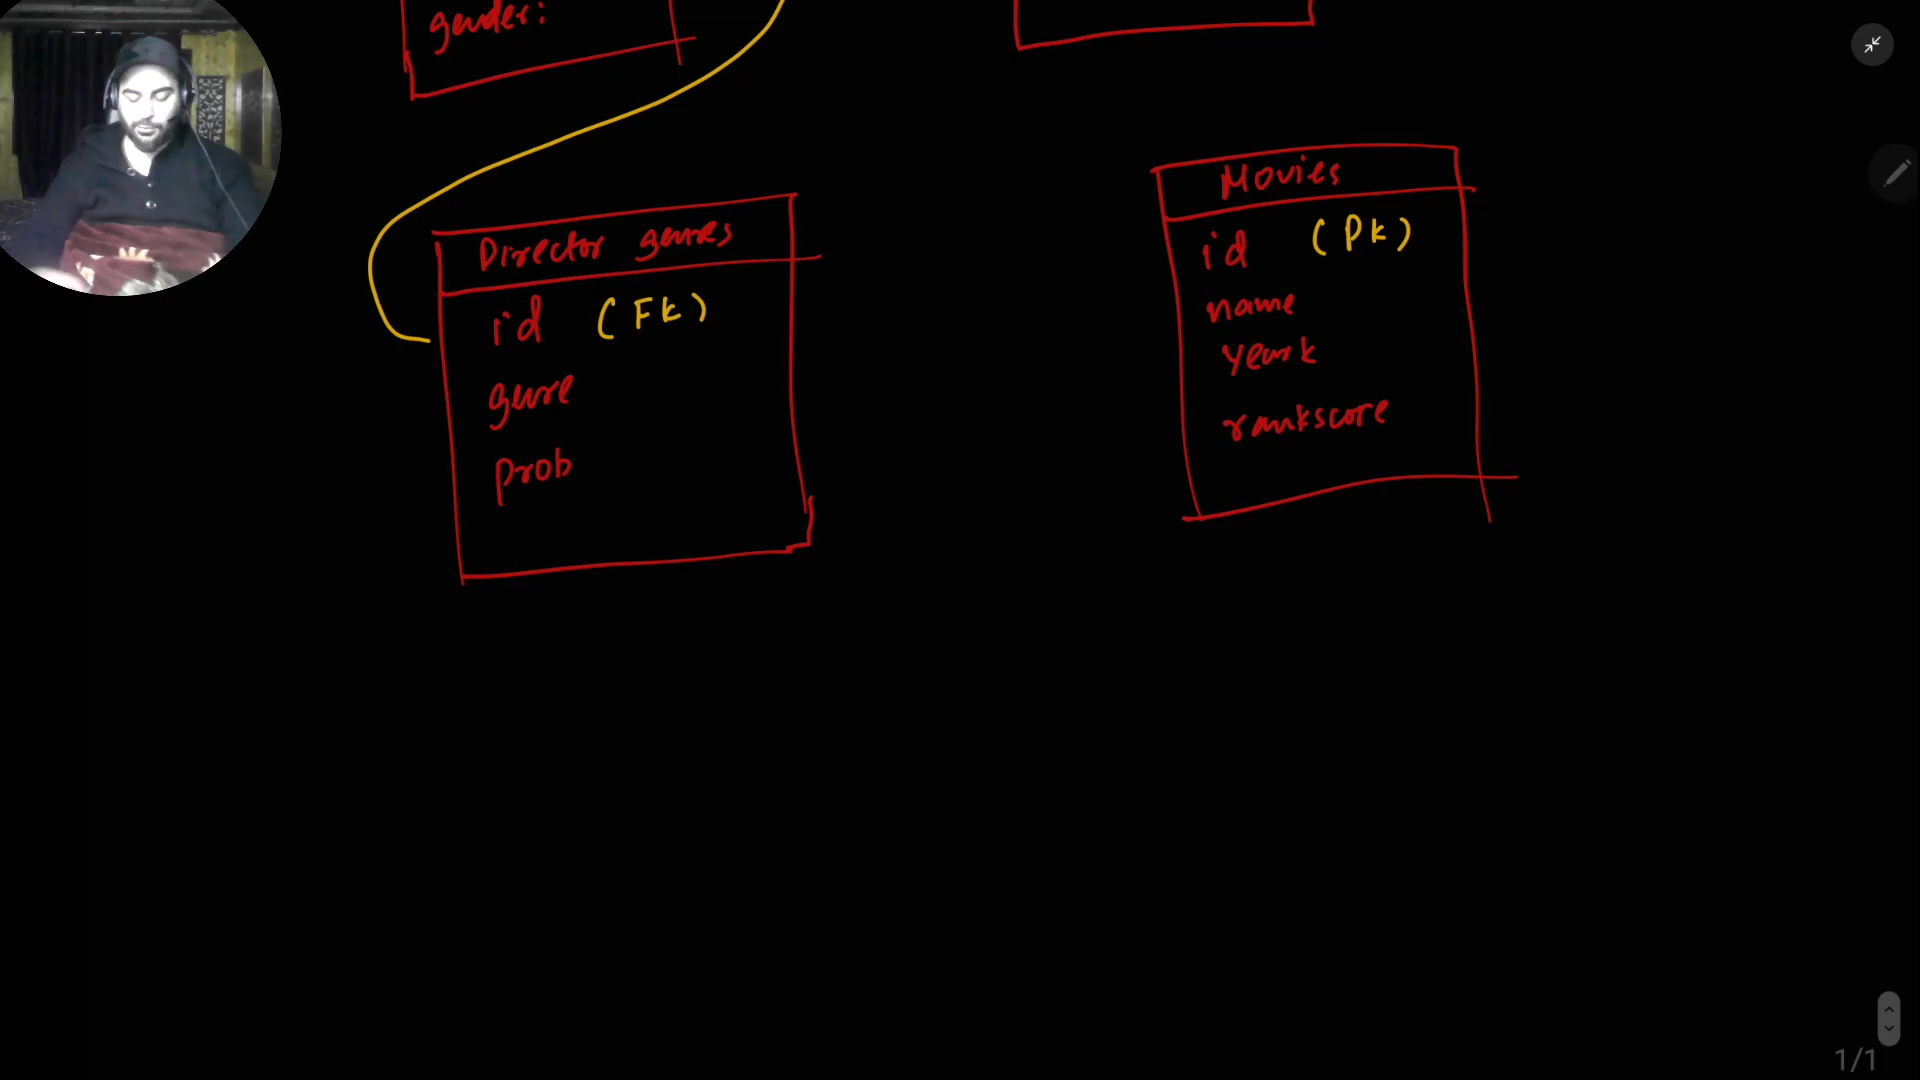 gender:
Director genres
id (FK)
genre
prob
Movies
id (PK)
name
year
rankscore
1/1